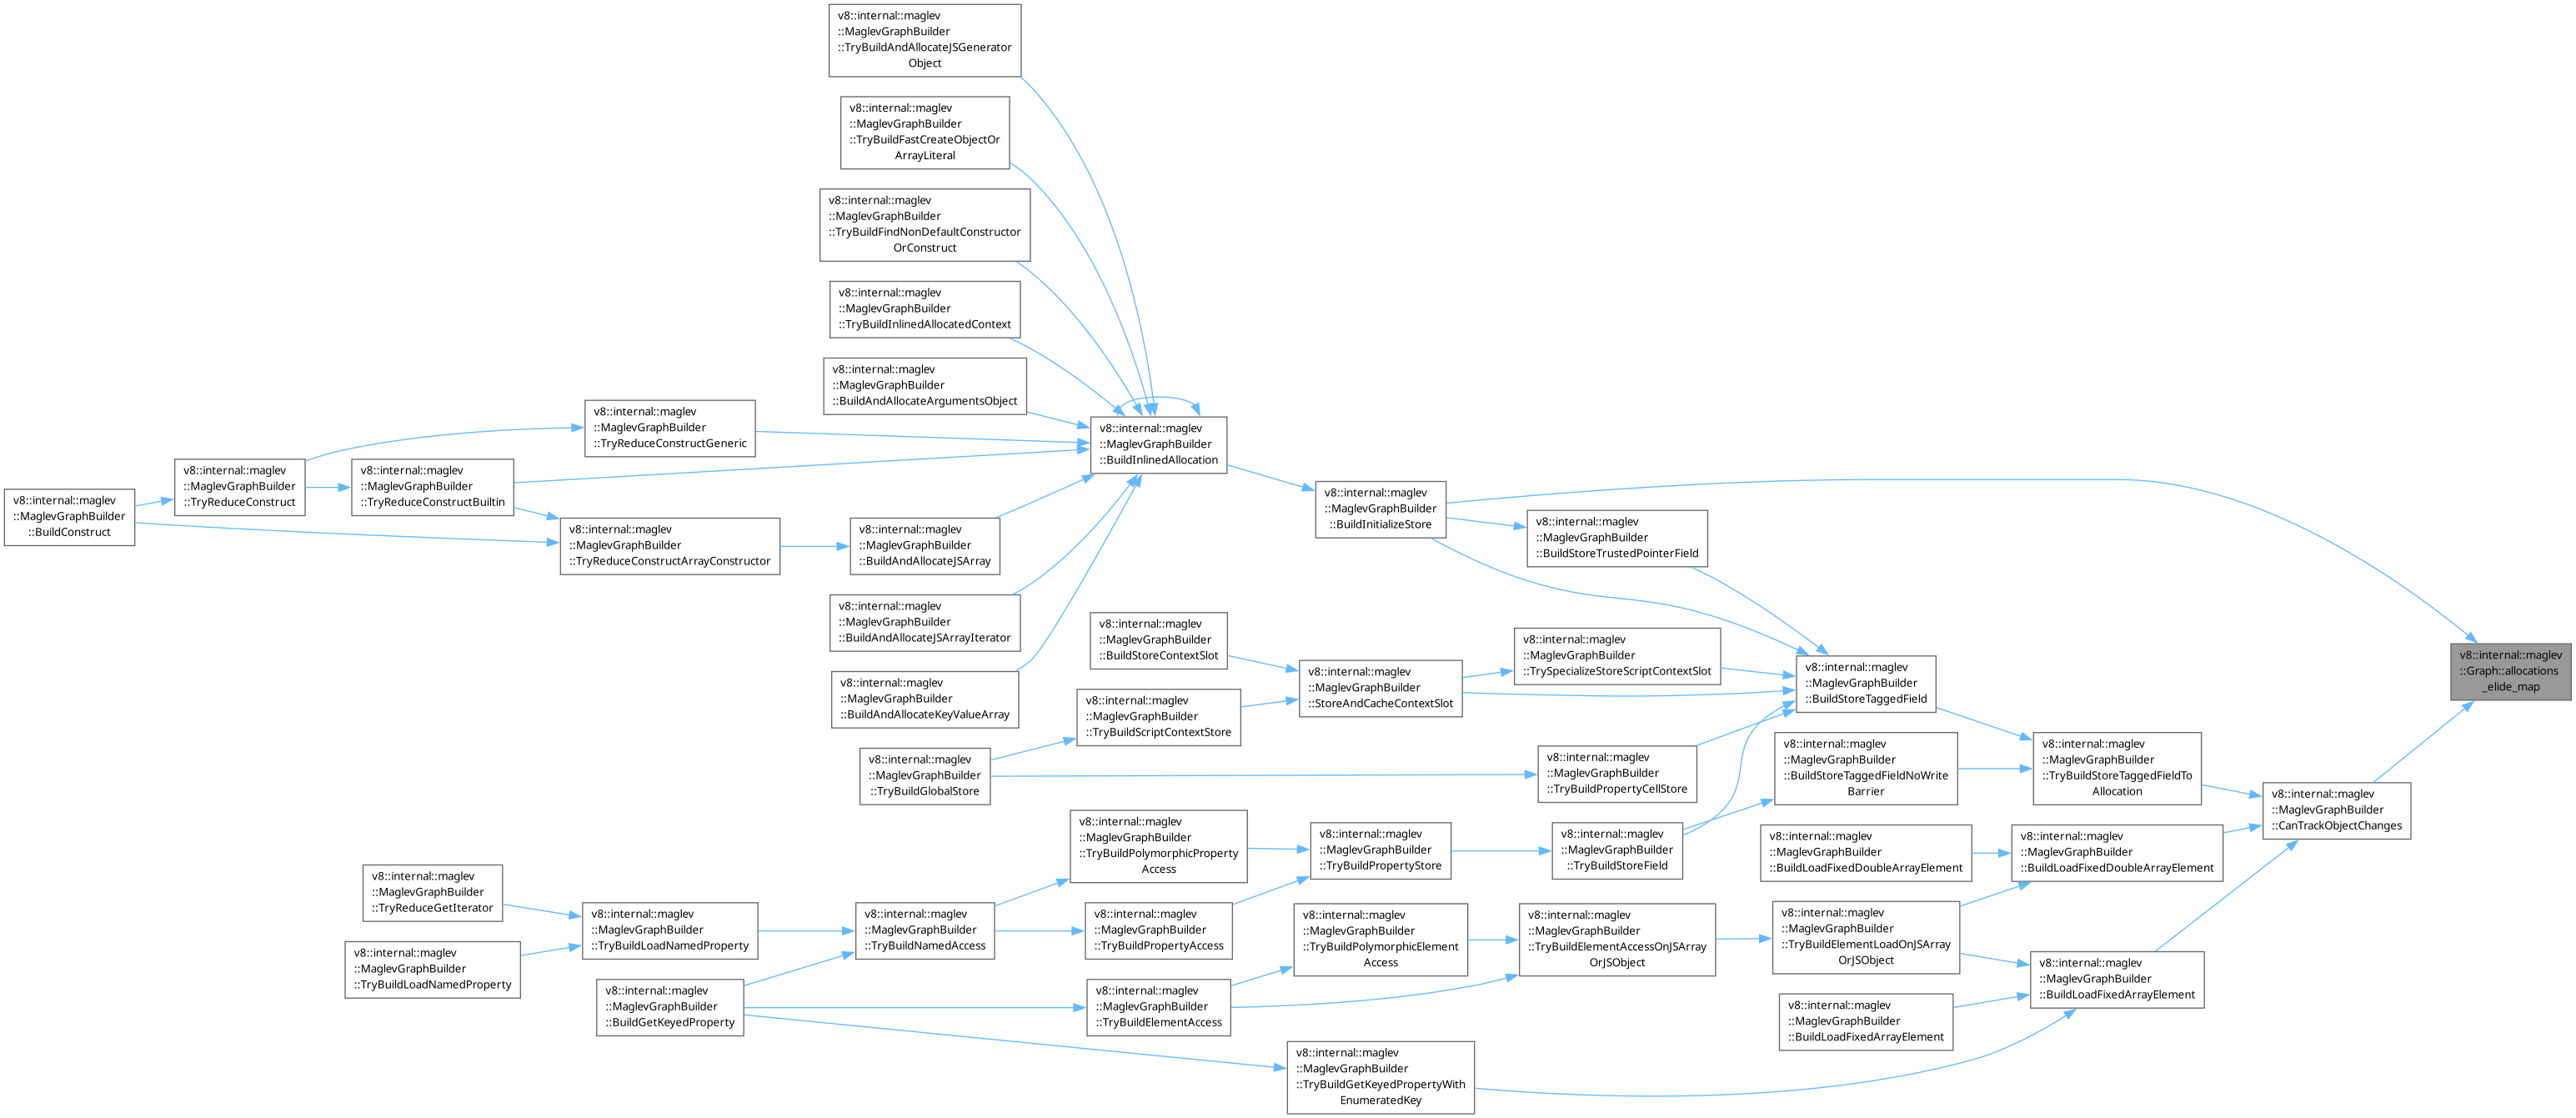 v8::internal::maglev
::MaglevGraphBuilder
::TryBuildAndAllocateJSGenerator
Object
v8::internal::maglev
::MaglevGraphBuilder
::TryBuildFastCreateObjectOr
ArrayLiteral
v8::internal::maglev
::MaglevGraphBuilder
::TryBuildFindNonDefaultConstructor
OrConstruct
v8::internal::maglev
::MaglevGraphBuilder
::TryBuildInlinedAllocatedContext
v8::internal::maglev
::MaglevGraphBuilder
::BuildAndAllocateArgumentsObject
v8::internal::maglev
::MaglevGraphBuilder
::TryReduceConstructGeneric
v8::internal::maglev
::MaglevGraphBuilder
::BuildInlinedAllocation
v8::internal::maglev
::MaglevGraphBuilder
::TryReduceConstruct
v8::internal::maglev
::MaglevGraphBuilder
::TryReduceConstructBuiltin
v8::internal::maglev
::MaglevGraphBuilder
::BuildConstruct
v8::internal::maglev
::MaglevGraphBuilder
::TryReduceConstructArrayConstructor
v8::internal::maglev
::MaglevGraphBuilder
::BuildAndAllocateJSArray
v8::internal::maglev
::MaglevGraphBuilder
::BuildInitializeStore
v8::internal::maglev
::MaglevGraphBuilder
::BuildStoreTrustedPointerField
v8::internal::maglev
::MaglevGraphBuilder
::BuildAndAllocateJSArrayIterator
v8::internal::maglev
::MaglevGraphBuilder
::BuildStoreContextSlot
v8::internal::maglev
::MaglevGraphBuilder
::TrySpecializeStoreScriptContextSlot
v8::internal::maglev
::Graph::allocations
_elide_map
v8::internal::maglev
::MaglevGraphBuilder
::BuildAndAllocateKeyValueArray
v8::internal::maglev
::MaglevGraphBuilder
::StoreAndCacheContextSlot
v8::internal::maglev
::MaglevGraphBuilder
::BuildStoreTaggedField
v8::internal::maglev
::MaglevGraphBuilder
::TryBuildScriptContextStore
v8::internal::maglev
::MaglevGraphBuilder
::TryBuildGlobalStore
v8::internal::maglev
::MaglevGraphBuilder
::TryBuildPropertyCellStore
v8::internal::maglev
::MaglevGraphBuilder
::BuildStoreTaggedFieldNoWrite
Barrier
v8::internal::maglev
::MaglevGraphBuilder
::TryBuildStoreTaggedFieldTo
Allocation
v8::internal::maglev
::MaglevGraphBuilder
::CanTrackObjectChanges
v8::internal::maglev
::MaglevGraphBuilder
::TryBuildPolymorphicProperty
Access
v8::internal::maglev
::MaglevGraphBuilder
::TryBuildPropertyStore
v8::internal::maglev
::MaglevGraphBuilder
::TryBuildStoreField
v8::internal::maglev
::MaglevGraphBuilder
::BuildLoadFixedDoubleArrayElement
v8::internal::maglev
::MaglevGraphBuilder
::BuildLoadFixedDoubleArrayElement
v8::internal::maglev
::MaglevGraphBuilder
::TryReduceGetIterator
v8::internal::maglev
::MaglevGraphBuilder
::TryBuildLoadNamedProperty
v8::internal::maglev
::MaglevGraphBuilder
::TryBuildNamedAccess
v8::internal::maglev
::MaglevGraphBuilder
::TryBuildPropertyAccess
v8::internal::maglev
::MaglevGraphBuilder
::TryBuildPolymorphicElement
Access
v8::internal::maglev
::MaglevGraphBuilder
::TryBuildElementAccessOnJSArray
OrJSObject
v8::internal::maglev
::MaglevGraphBuilder
::TryBuildElementLoadOnJSArray
OrJSObject
v8::internal::maglev
::MaglevGraphBuilder
::TryBuildLoadNamedProperty
v8::internal::maglev
::MaglevGraphBuilder
::BuildGetKeyedProperty
v8::internal::maglev
::MaglevGraphBuilder
::TryBuildElementAccess
v8::internal::maglev
::MaglevGraphBuilder
::BuildLoadFixedArrayElement
v8::internal::maglev
::MaglevGraphBuilder
::BuildLoadFixedArrayElement
v8::internal::maglev
::MaglevGraphBuilder
::TryBuildGetKeyedPropertyWith
EnumeratedKey